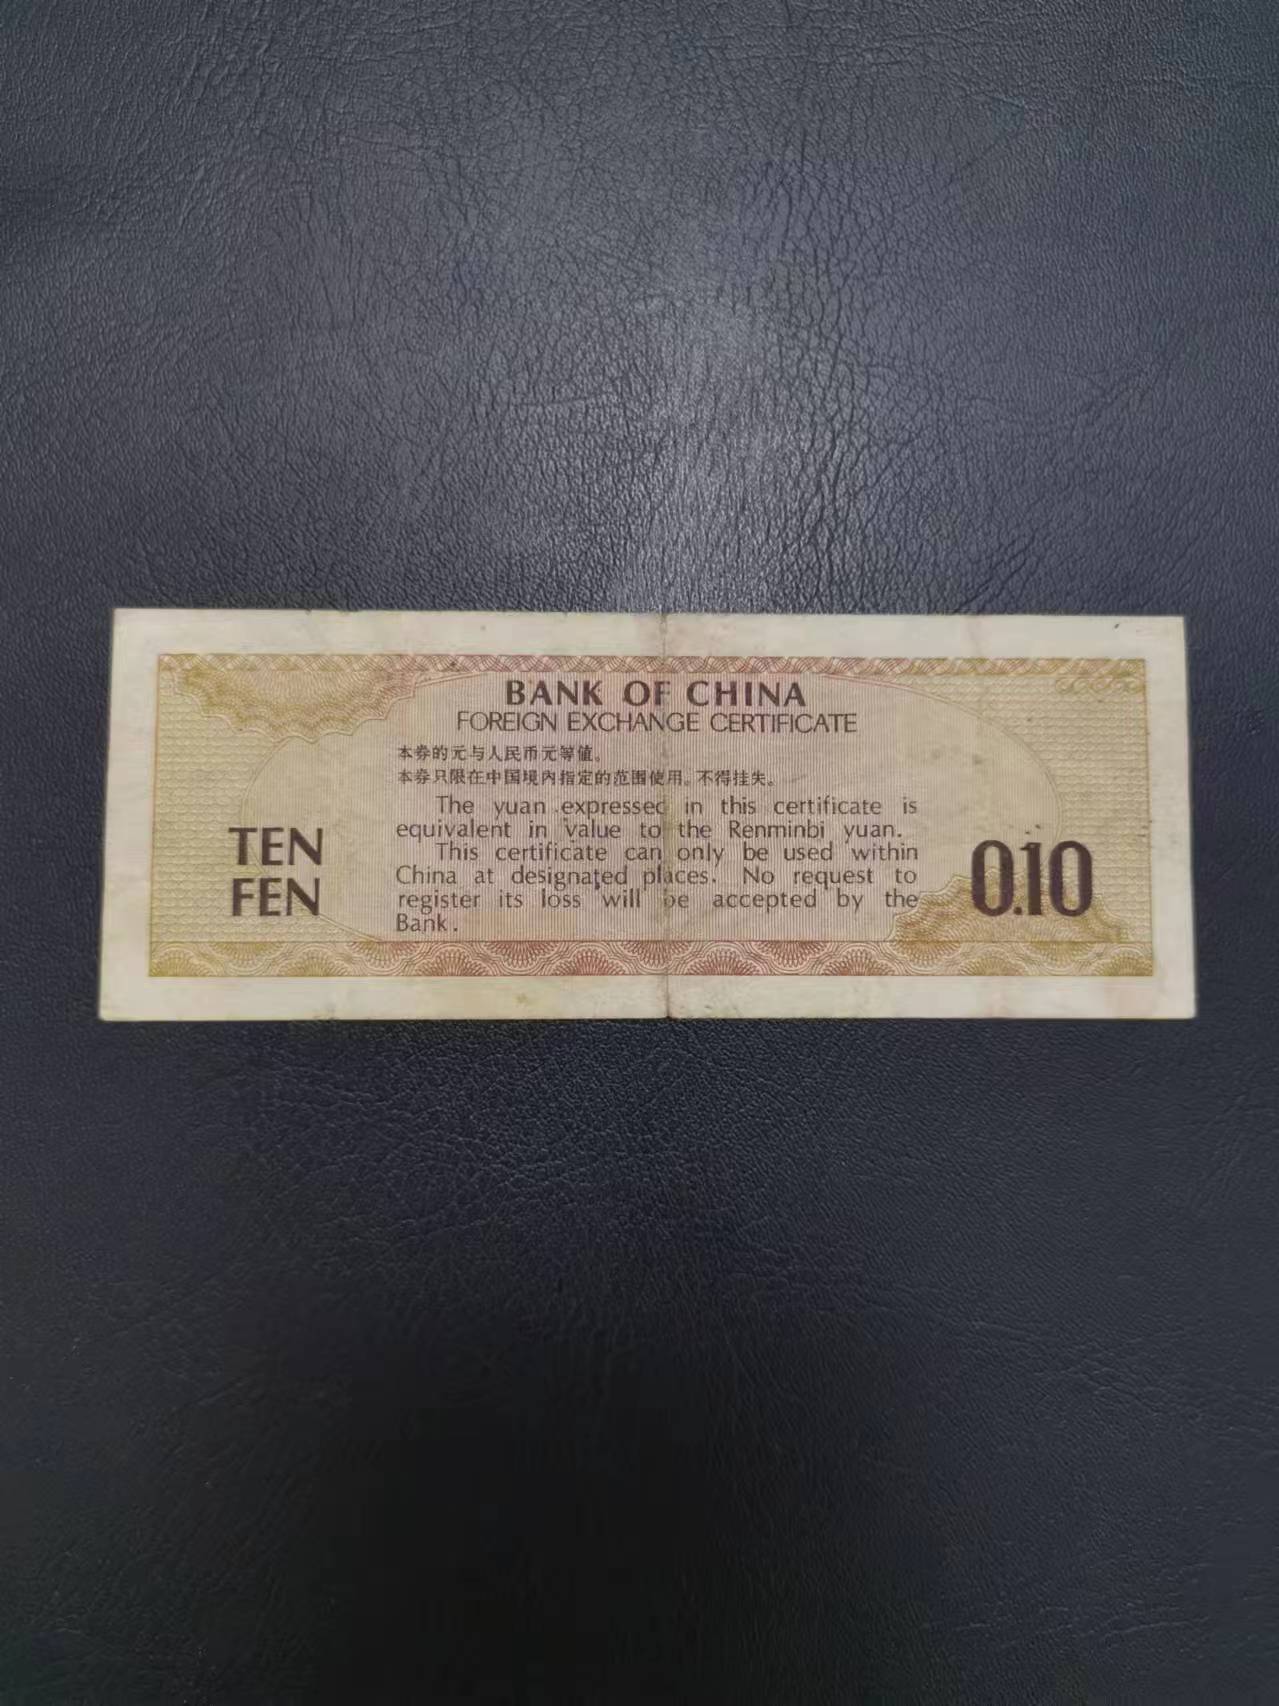 BANK OF CHINA
FOREIGN EXCHANGE CERTIFICATE
本券的元与人民币元等值。
本券只限在中国境内指定的范围使用。不得挂失。
The yuan expressed in this certificate is
equivalent in value to the Renminbi yuan.
This certificate can only be used within
China at designated places. No request to
register its loss will be accepted by the
Bank.
TEN
FEN
0.10